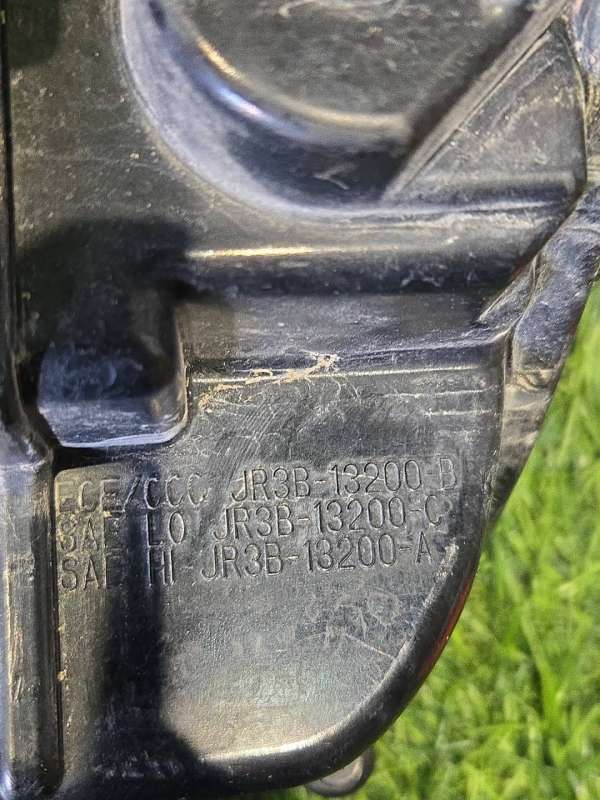 ECE/CCC JR3B-13200-B
SAE LO JR3B-13200-C
SAE HI JR3B-13200-A